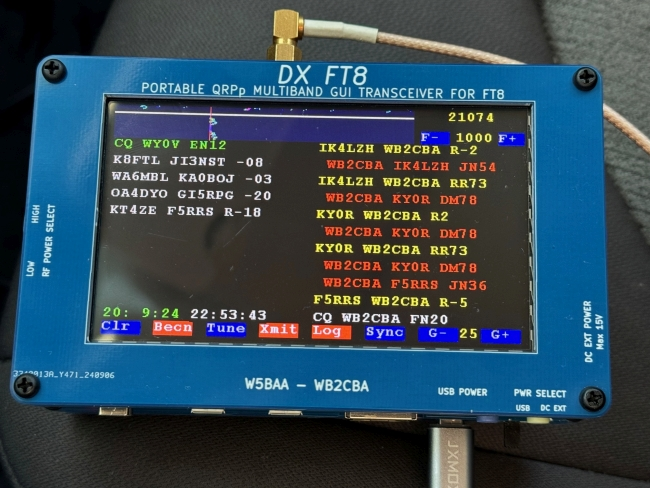 DX FT8
PORTABLE QRPp MULTIBAND GUI TRANSCEIVER FOR FT8
21074
F- 1000 F+
CQ WY0V EN12
K8FTL JI3NST -08
WA6MBL KA0BOJ -03
OA4DYO GI5RPG -20
KT4ZE F5RRS R-18
IK4LZH WB2CBA R-2
WB2CBA IK4LZH JN54
IK4LZH WB2CBA RR73
WB2CBA KY0R DM78
KY0R WB2CBA R2
WB2CBA KY0R DM78
KY0R WB2CBA RR73
WB2CBA KY0R DM78
WB2CBA F5RRS JN36
F5RRS WB2CBA R-5
CQ WB2CBA FN20
20: 9:24 22:53:43
Clr Becn Tune Xmit Log Sync G- 25 G+
LOW HIGH
RF POWER SELECT
DC EXT POWER
Max 15V
W5BAA - WB2CBA
USB POWER
PWR SELECT
USB DC EXT